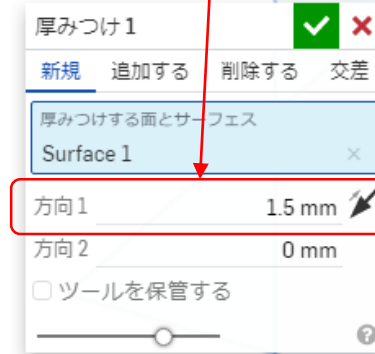 厚みつけ 1
新規 追加する 削除する 交差
厚みつけする面とサーフェス
Surface 1
方向 1 1.5 mm
方向 2 0 mm
ツールを保管する